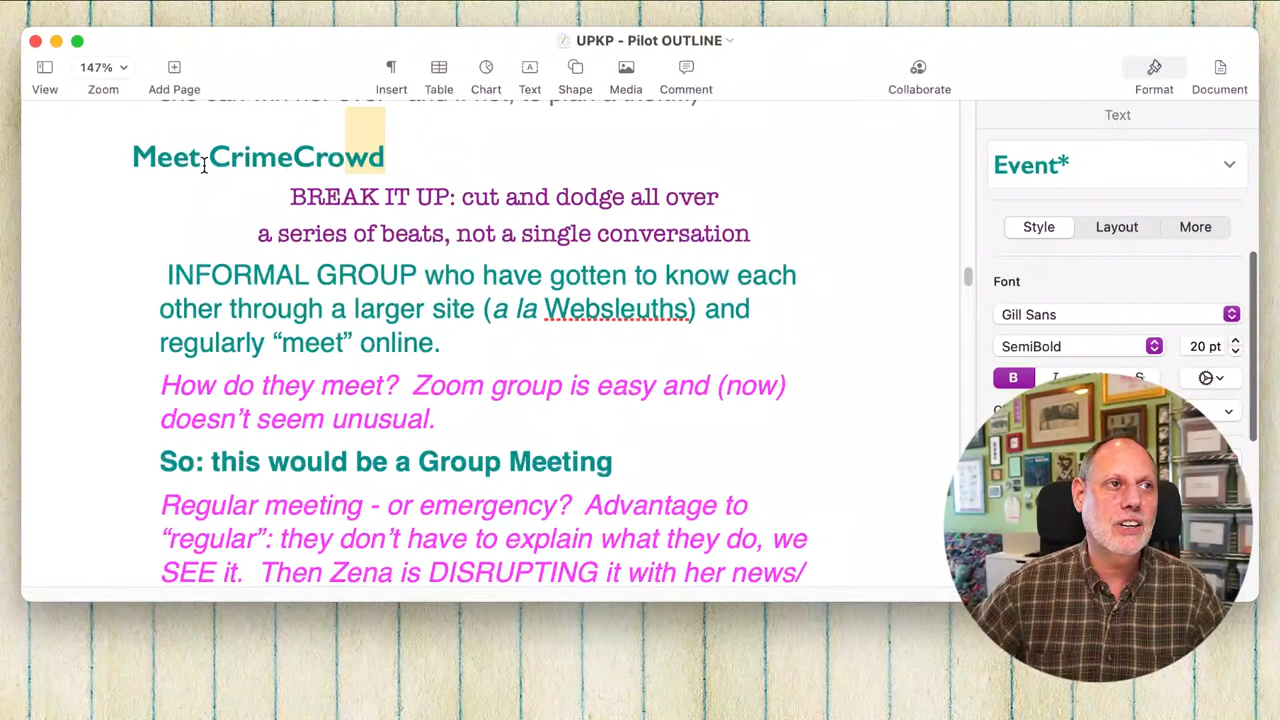 UPKP - Pilot OUTLINE
147%
View
Zoom
Add Page
Insert
Table
Chart
Text
Shape
Media
Comment
Collaborate
Format
Document
Meet CrimeCrowd
BREAK IT UP: cut and dodge all over
a series of beats, not a single conversation
INFORMAL GROUP who have gotten to know each
other through a larger site (a la Websleuths) and
regularly “meet” online.
How do they meet?  Zoom group is easy and (now)
doesn’t seem unusual.
So: this would be a Group Meeting
Regular meeting - or emergency?  Advantage to
“regular”: they don’t have to explain what they do, we
SEE it.  Then Zena is DISRUPTING it with her news/
Text
Event*
Style
Layout
More
Font
Gill Sans
SemiBold
20 pt
B